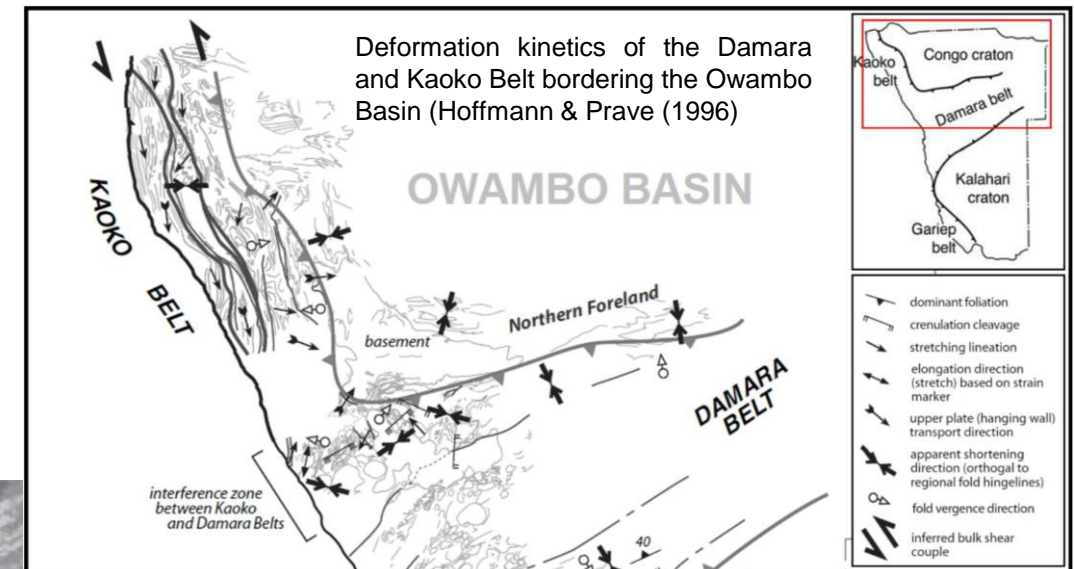 Deformation kinetics of the Damara
and Kaoko Belt bordering the Owambo
Basin (Hoffmann & Prave (1996)
OWAMBO BASIN
KAOKO
BELT
basement
Northern Foreland
DAMARA
BELT
interference zone
between Kaoko
and Damara Belts
40
Kaoko
belt
Congo craton
Damara belt
Kalahari
craton
Gariep
belt
dominant foliation
crenulation cleavage
stretching lineation
elongation direction
(stretch) based on strain
marker
upper plate (hanging wall)
transport direction
apparent shortening
direction (orthogal to
regional fold hingelines)
fold vergence direction
inferred bulk shear
couple